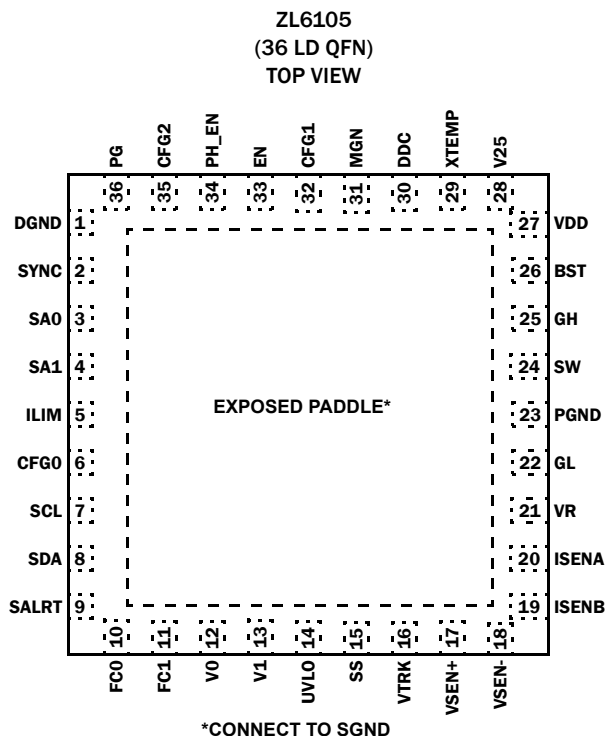 ZL6105
(36 LD QFN)
TOP VIEW
PG
CFG2
PH_EN
EN
CFG1
MGN
DDC
XTEMP
V25
36
35
34
33
32
31
30
29
28
DGND 1
27 VDD
SYNC 2
26 BST
SA0 3
25 GH
SA1 4
24 SW
ILIM 5
EXPOSED PADDLE*
23 PGND
CFG0 6
22 GL
SCL 7
21 VR
SDA 8
20 ISENA
SALRT 9
19 ISENB
10
11
12
13
14
15
16
17
18
FC0
FC1
V0
V1
UVLO
SS
VTRK
VSEN+
VSEN-
*CONNECT TO SGND